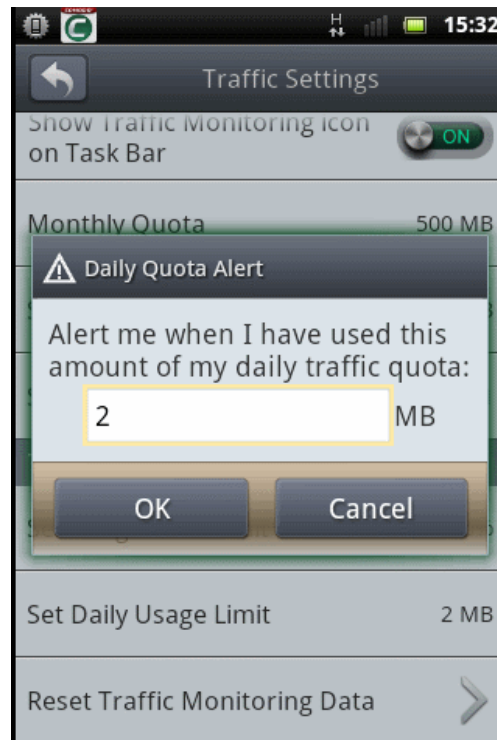 H
15:32
Traffic Settings
Show Traffic Monitoring Icon
on Task Bar
ON
Monthly Quota
500 MB
Daily Quota Alert
Alert me when I have used this
amount of my daily traffic quota:
2
MB
OK
Cancel
Set Daily Usage Limit
2 MB
Reset Traffic Monitoring Data